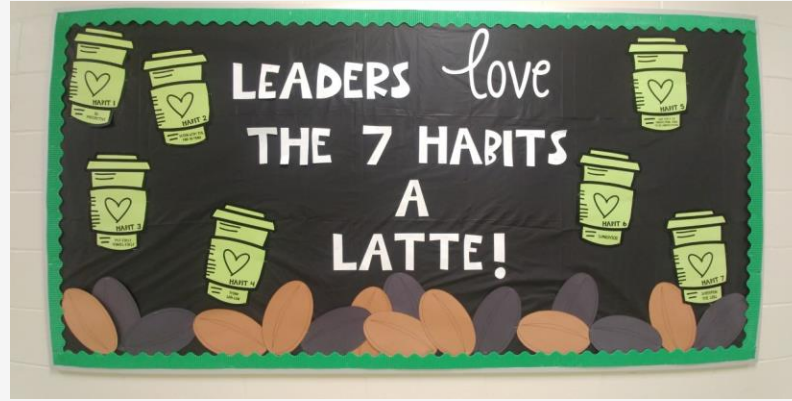 LEADERS love
THE 7 HABITS
A
LATTE!
HABIT 1
HABIT 2
HABIT 3
HABIT 4
HABIT 5
HABIT 6
HABIT 7